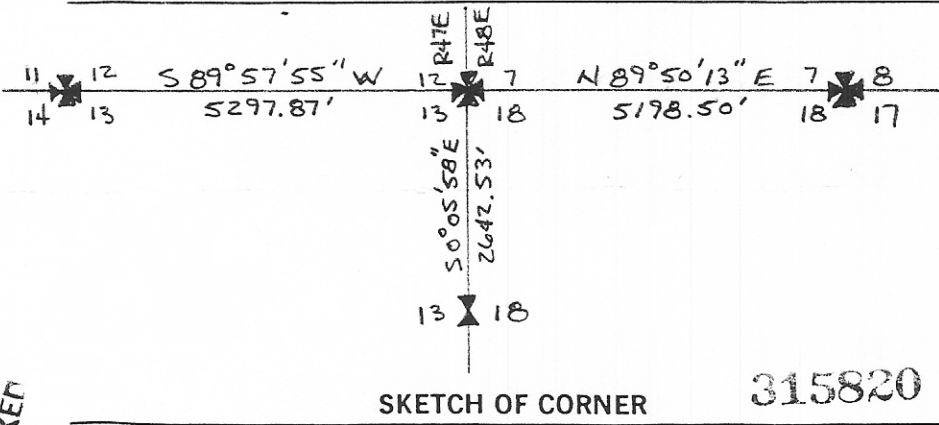 R47E R48E
11 12 S 89°57'55" W 12 7 N 89°50'13" E 7 8
14 13 5297.87' 13 18 5198.50' 18 17
S 0°05'58" E
2642.53'
13 18
SKETCH OF CORNER
315820